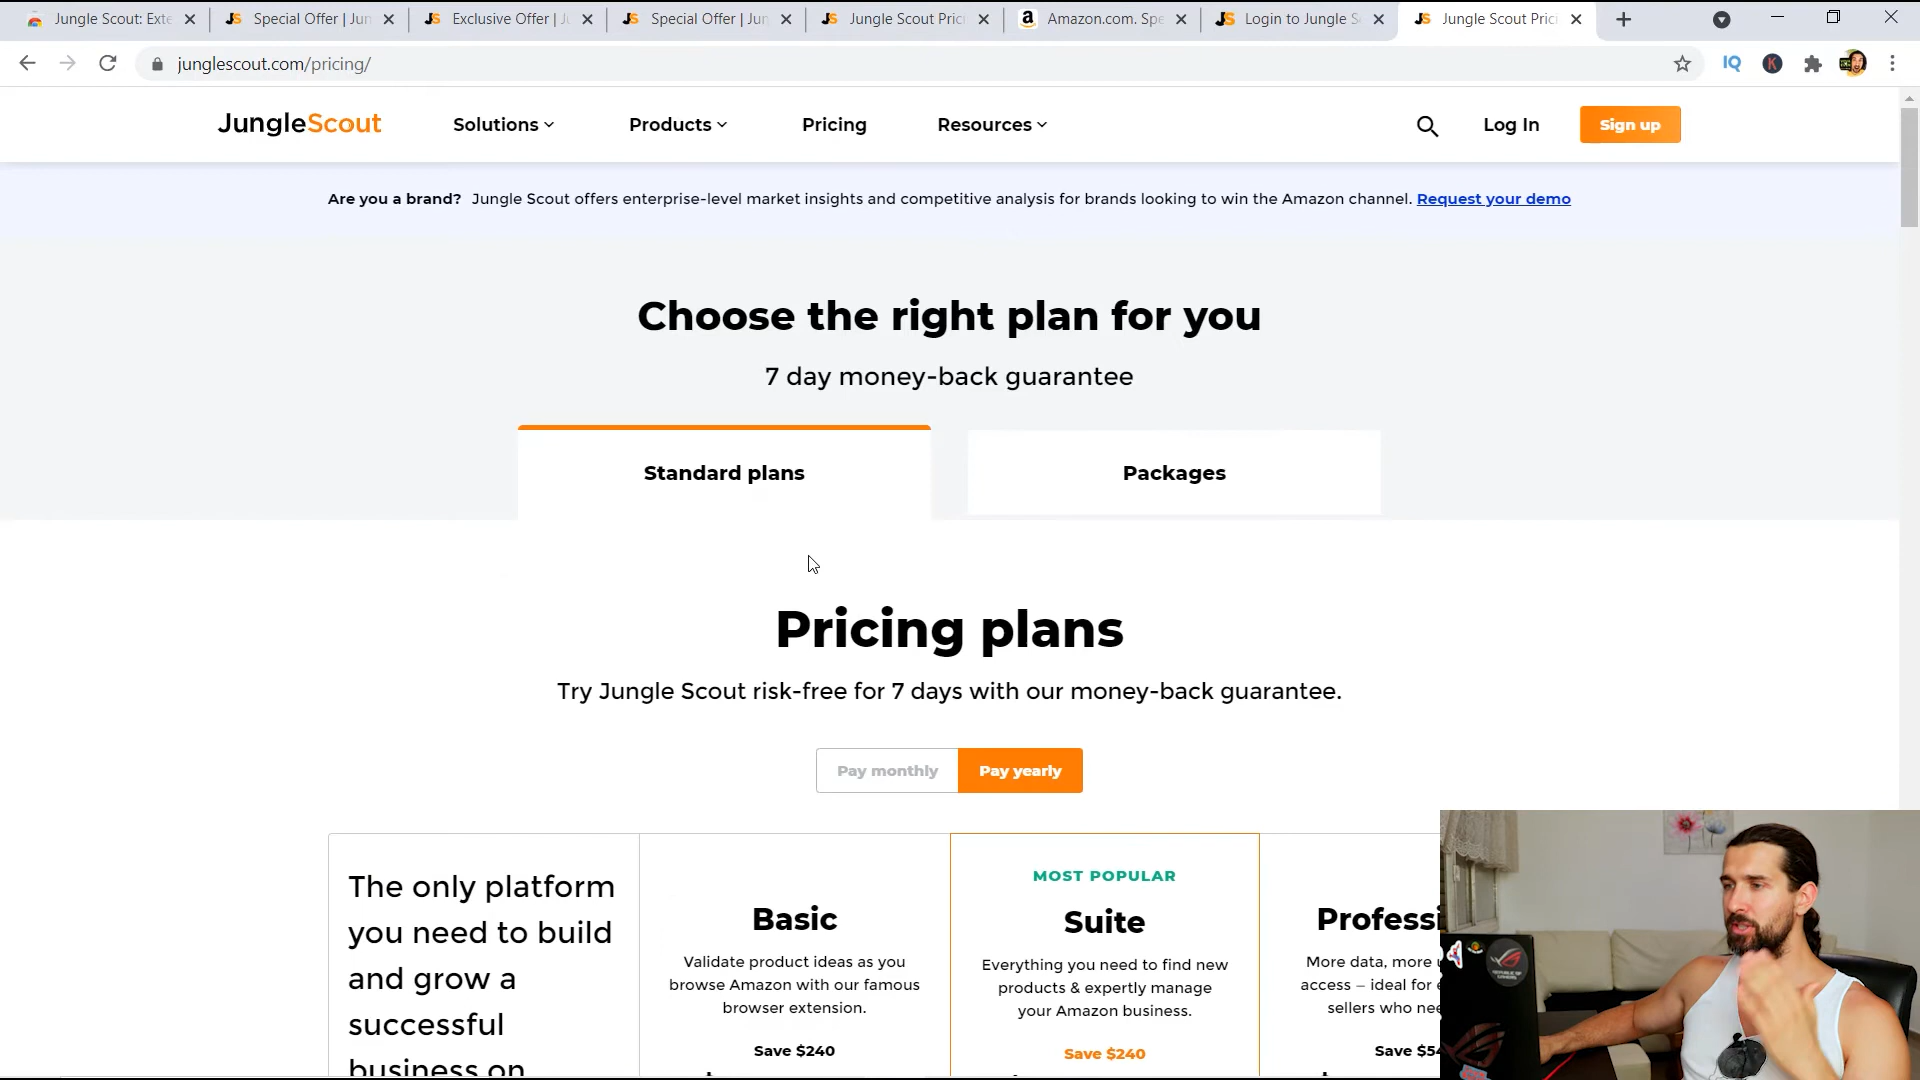 Jungle Scout: Exte
Special Offer | Jun
Exclusive Offer | Ju
Special Offer | Jun
Jungle Scout Prici
Amazon.com. Spe
Login to Jungle S
Jungle Scout Prici
junglescout.com/pricing/
IQ
K
JungleScout
Solutions
Products
Pricing
Resources
Log In
Sign up
Are you a brand? Jungle Scout offers enterprise-level market insights and competitive analysis for brands looking to win the Amazon channel. Request your demo
Choose the right plan for you
7 day money-back guarantee
Standard plans
Packages
Pricing plans
Try Jungle Scout risk-free for 7 days with our money-back guarantee.
Pay monthly
Pay yearly
The only platform
you need to build
and grow a
successful
business on
Basic
Validate product ideas as you
browse Amazon with our famous
browser extension.
Save $240
MOST POPULAR
Suite
Everything you need to find new
products & expertly manage
your Amazon business.
Save $240
Professi
More data, more
access – ideal for
sellers who nee
Save $54